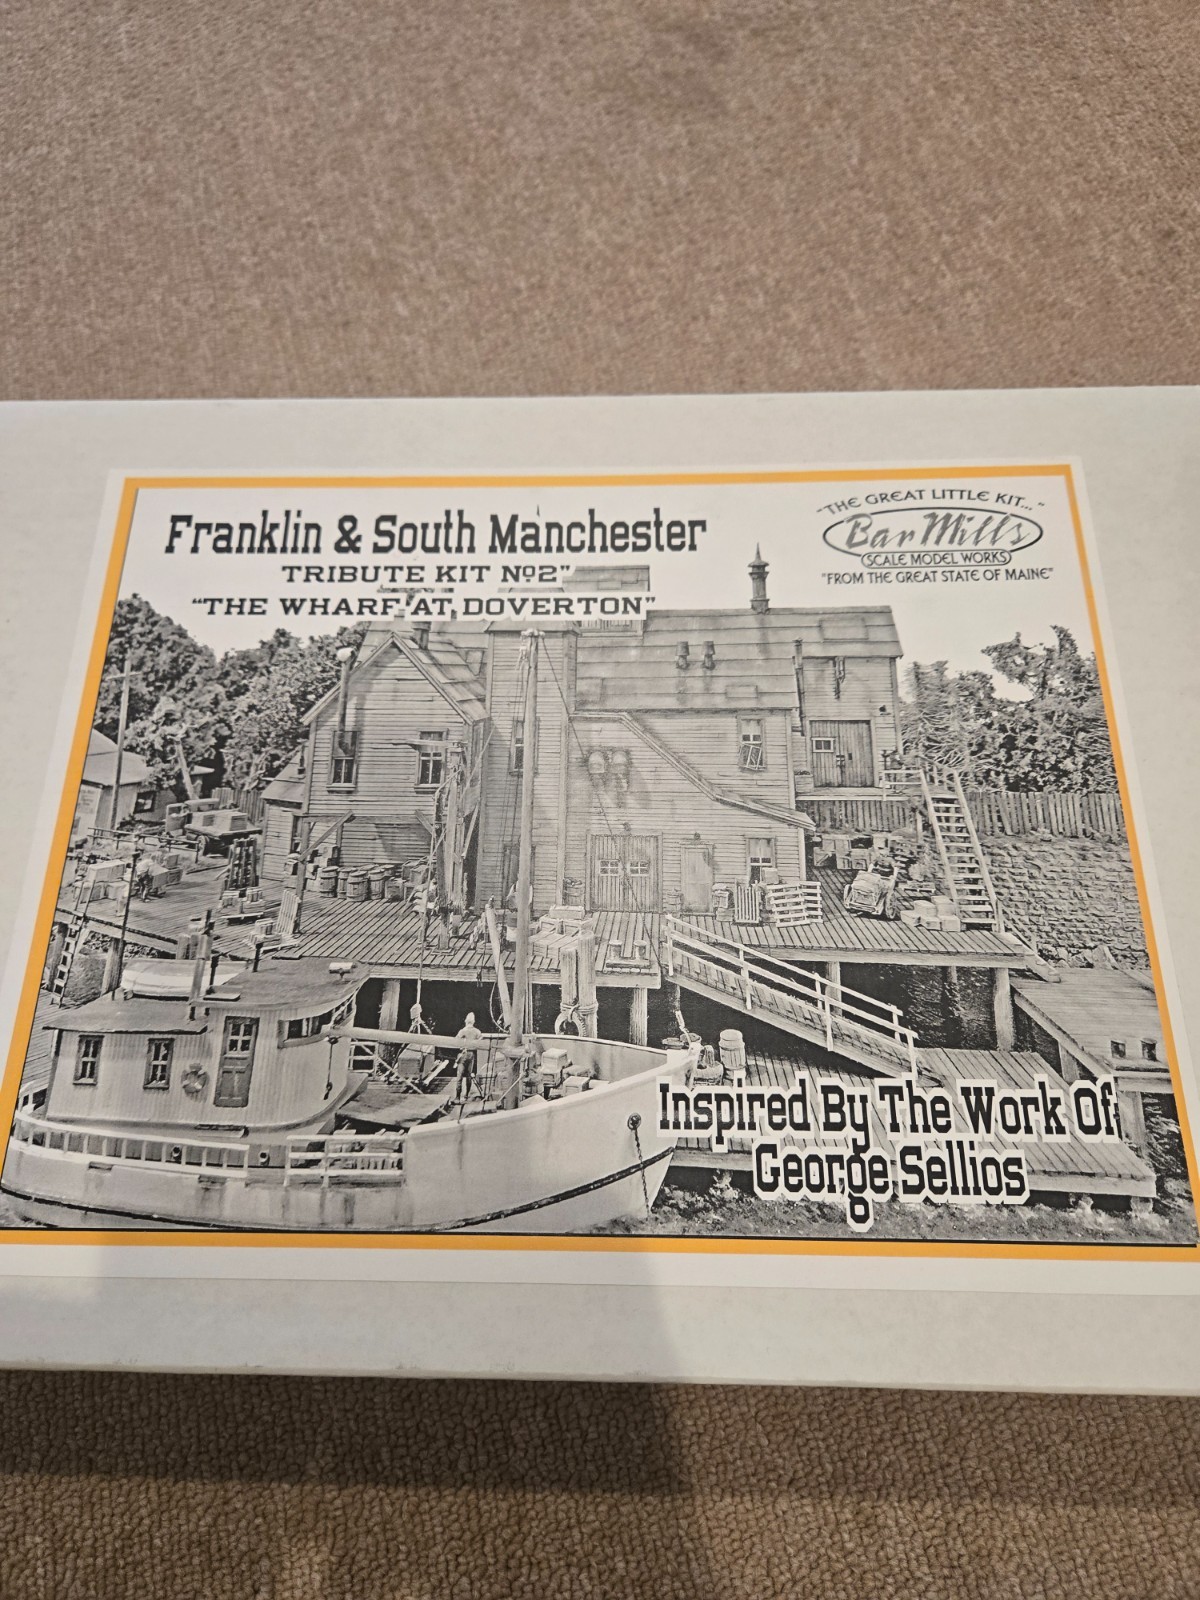 Franklin & South Manchester
TRIBUTE KIT Nº2"
"THE WHARF AT DOVERTON"
"THE GREAT LITTLE KIT..."
Bar Mills
SCALE MODEL WORKS
"FROM THE GREAT STATE OF MAINE"
Inspired By The Work Of
George Sellios